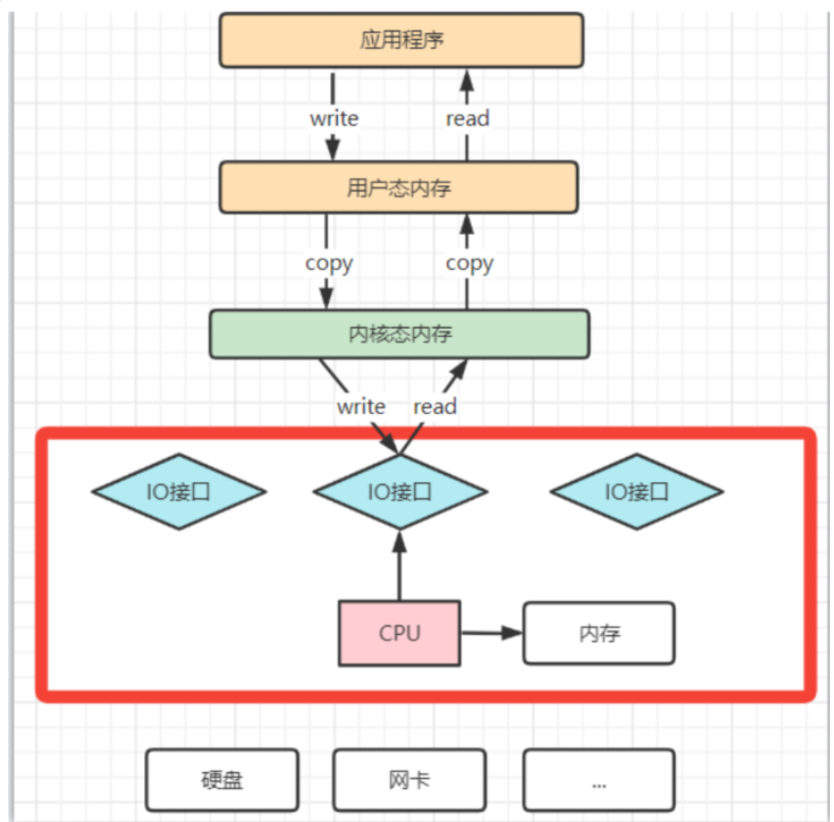 应用程序
write
read
用户态内存
copy
copy
内核态内存
write
read
IO接口
IO接口
IO接口
CPU
内存
硬盘
网卡
...